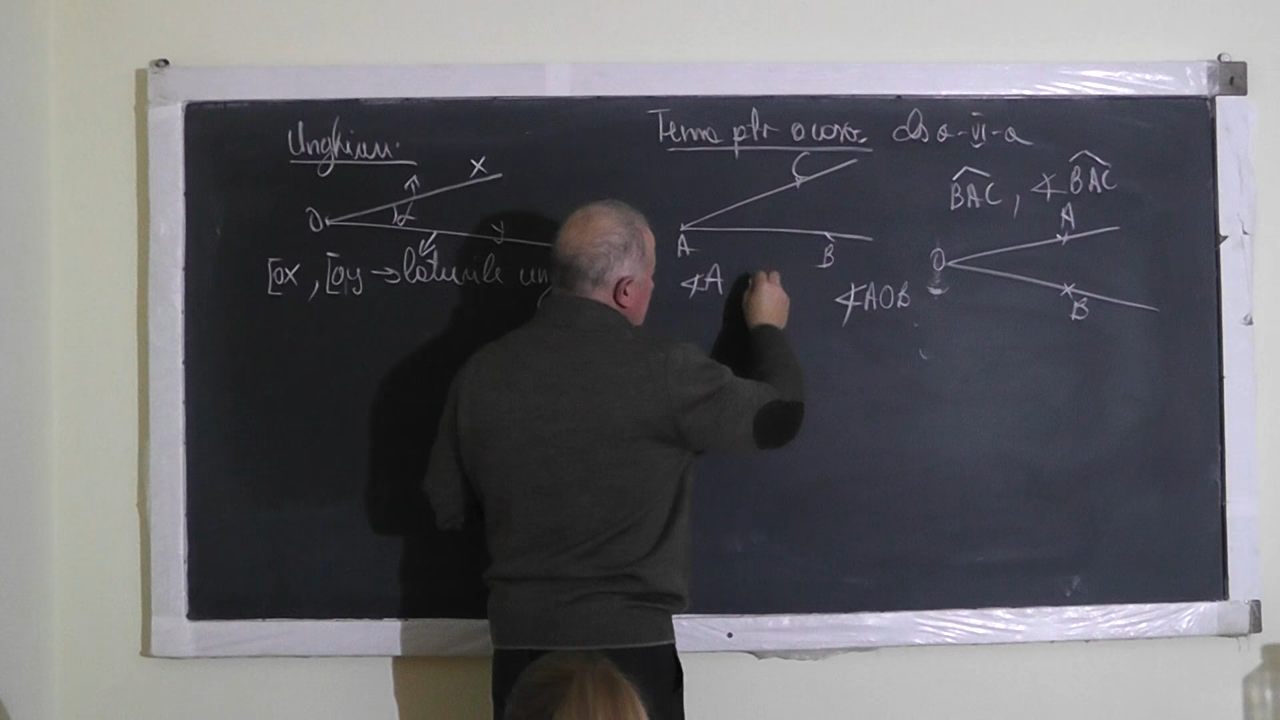 Unghiuri.
Tema ptr acasă cls a-VI-a
x
O
α
y
[ox, [oy → laturile
C
A
B
∢A
BAC, ∢BAC
A
O
B
∢AOB